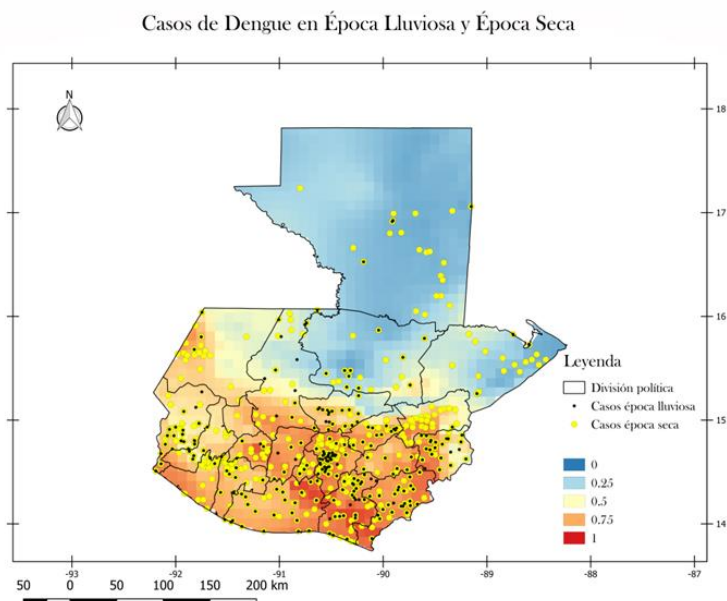 Casos de Dengue en Época Lluviosa y Época Seca
N
18
17
16
15
14
Leyenda
División política
Casos época lluviosa
Casos época seca
0
0.25
0.5
0.75
1
-93
-92
-91
-90
-89
-88
-87
50 0 50 100 150 200 km